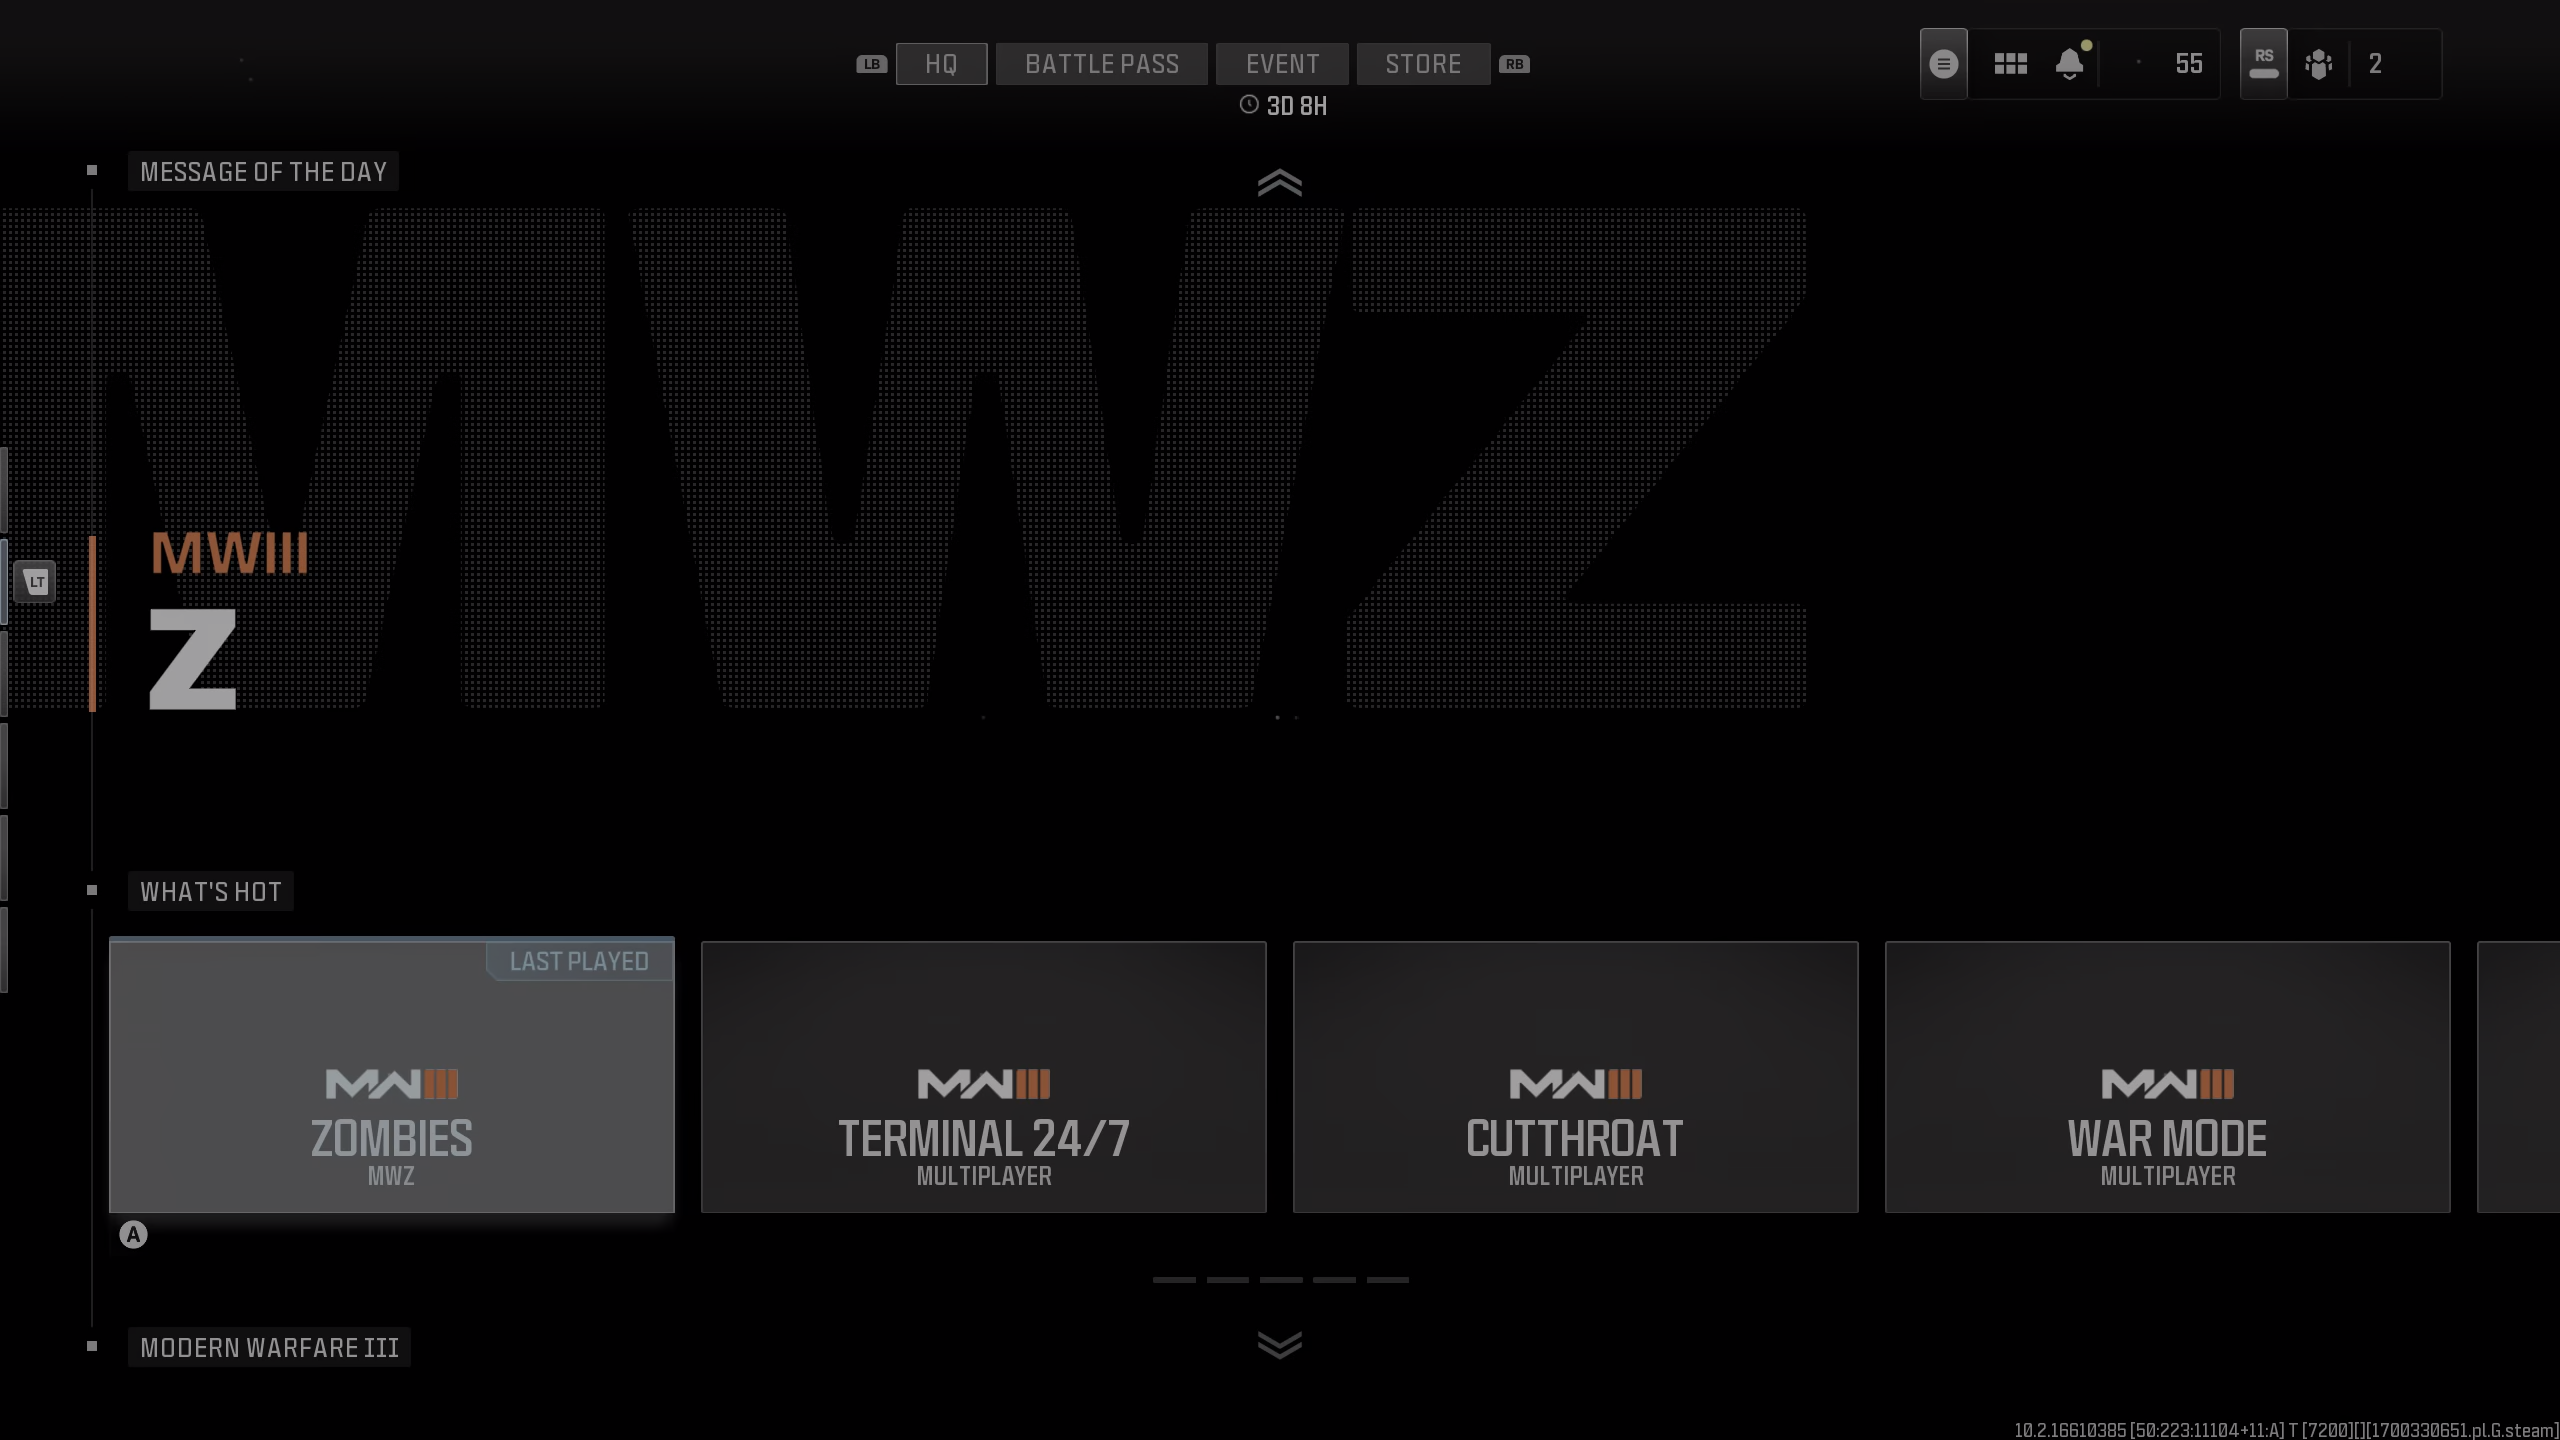 LB
HQ
BATTLE PASS
EVENT
STORE
RB
3D 8H
55
RS
2
MESSAGE OF THE DAY
MWZ
MWIII
LT
Z
WHAT'S HOT
LAST PLAYED
MWIII
ZOMBIES
MWZ
MWIII
TERMINAL 24/7
MULTIPLAYER
MWIII
CUTTHROAT
MULTIPLAYER
MWIII
WAR MODE
MULTIPLAYER
A
MODERN WARFARE III
10.2.16610385 [50:223:11104+11:A] T [7200][][1700330651.pl.G.steam]